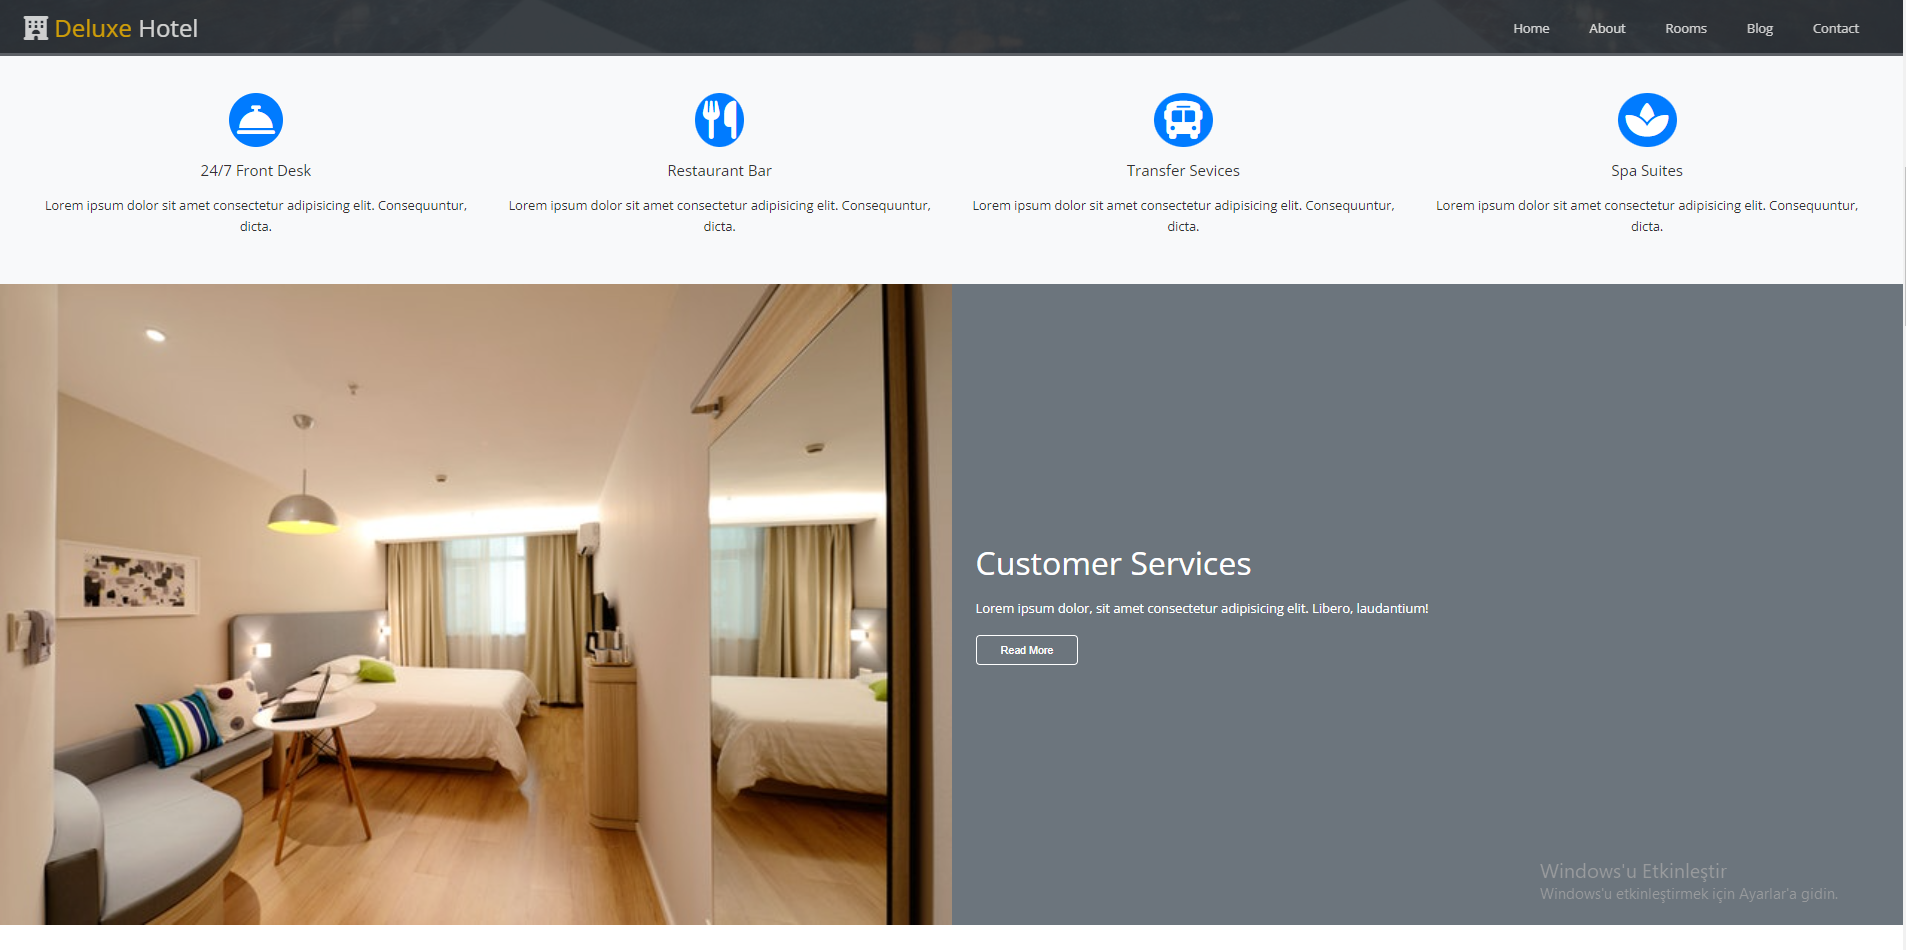 Deluxe Hotel
Home About Rooms Blog Contact
24/7 Front Desk
Lorem ipsum dolor sit amet consectetur adipisicing elit. Consequuntur,
dicta.
Restaurant Bar
Lorem ipsum dolor sit amet consectetur adipisicing elit. Consequuntur,
dicta.
Transfer Sevices
Lorem ipsum dolor sit amet consectetur adipisicing elit. Consequuntur,
dicta.
Spa Suites
Lorem ipsum dolor sit amet consectetur adipisicing elit. Consequuntur,
dicta.
Customer Services
Lorem ipsum dolor, sit amet consectetur adipisicing elit. Libero, laudantium!
Read More
Windows'u Etkinleştir
Windows'u etkinleştirmek için Ayarlar'a gidin.